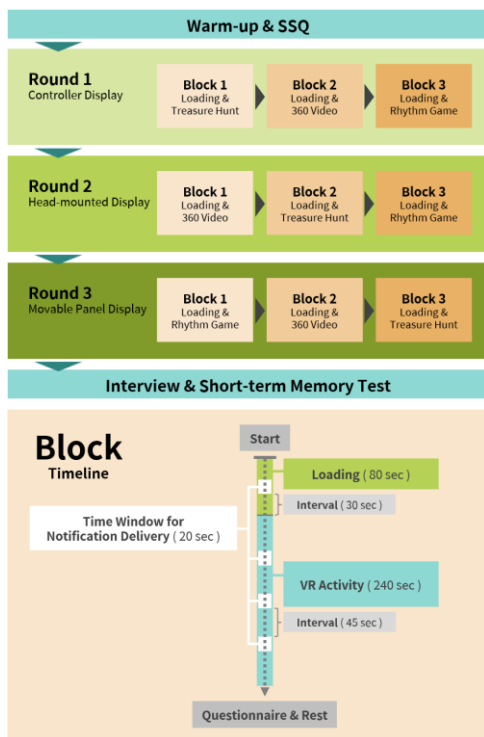 Warm-up & SSQ
Round 1
Controller Display
Block 1
Loading &
Treasure Hunt
Block 2
Loading &
360 Video
Block 3
Loading &
Rhythm Game
Round 2
Head-mounted Display
Block 1
Loading &
360 Video
Block 2
Loading &
Treasure Hunt
Block 3
Loading &
Rhythm Game
Round 3
Movable Panel Display
Block 1
Loading &
Rhythm Game
Block 2
Loading &
360 Video
Block 3
Loading &
Treasure Hunt
Interview & Short-term Memory Test
Block
Timeline
Start
Loading ( 80 sec )
Interval ( 30 sec )
Time Window for
Notification Delivery ( 20 sec )
VR Activity ( 240 sec )
Interval ( 45 sec )
Questionnaire & Rest